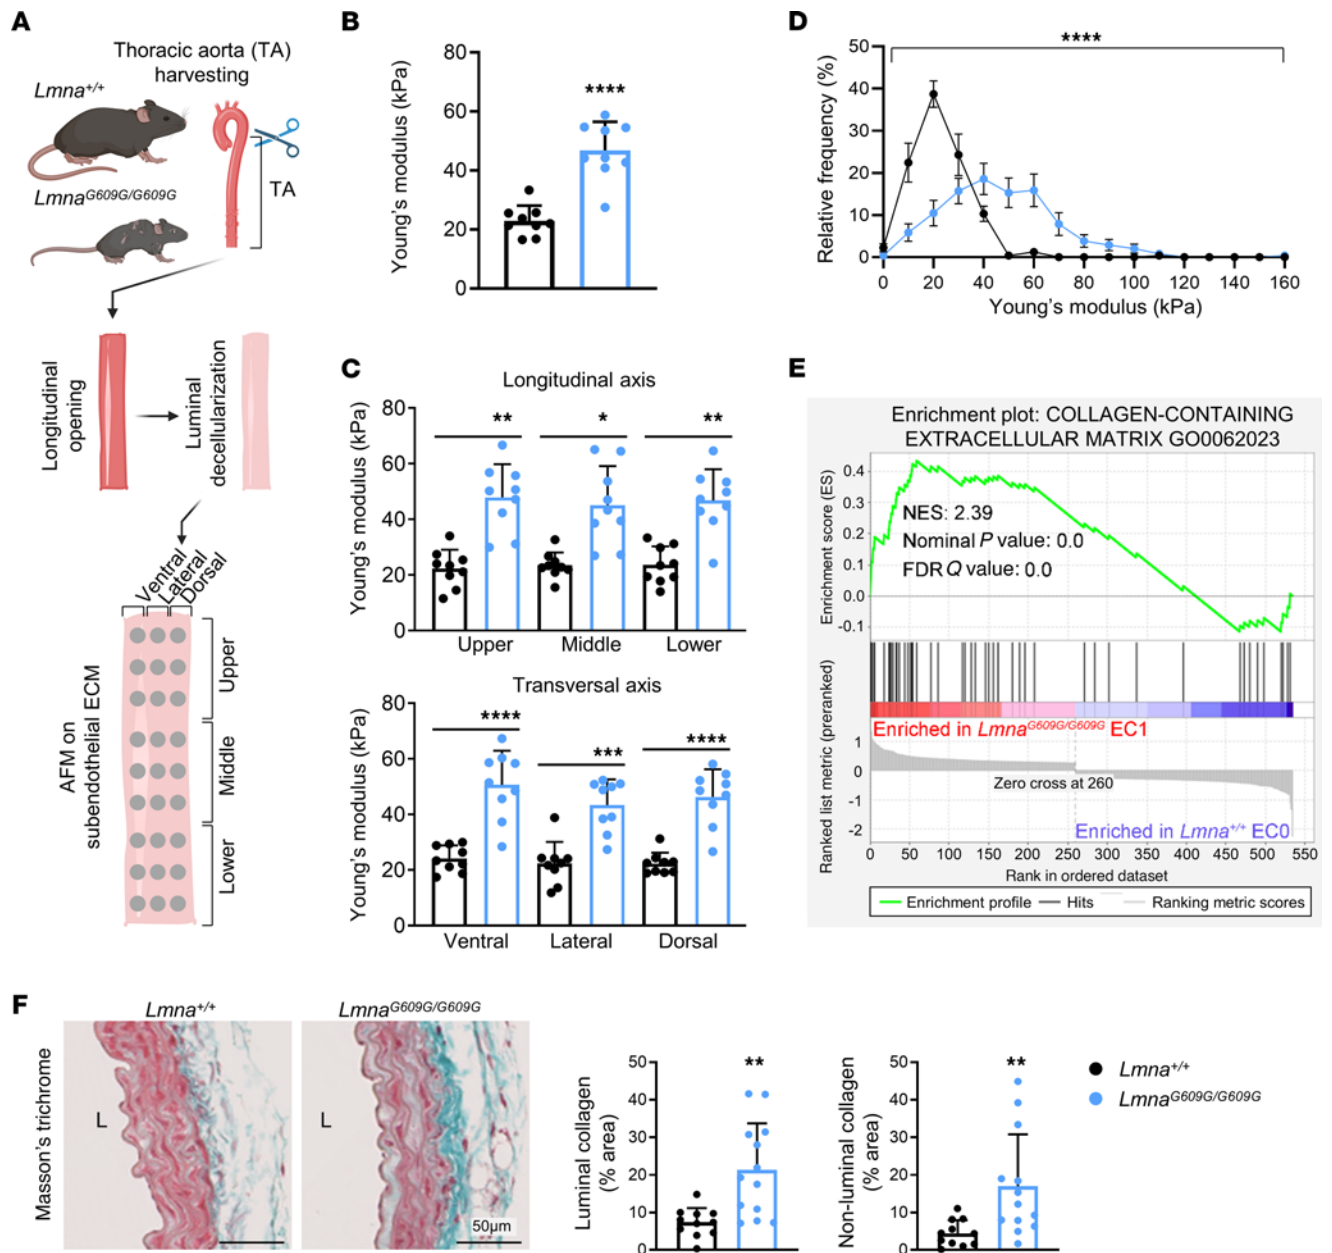 A
Thoracic aorta (TA)
harvesting
Lmna+/+
LmnaG609G/G609G
TA
Longitudinal
opening
Luminal
decellularization
Ventral
Lateral
Dorsal
AFM on
subendothelial ECM
Upper
Middle
Lower
B
Young's modulus (kPa)
80
60
40
20
0
****
C
Longitudinal axis
Young's modulus (kPa)
80
60
40
20
0
**
*
**
Upper
Middle
Lower
Transversal axis
Young's modulus (kPa)
80
60
40
20
0
****
***
****
Ventral
Lateral
Dorsal
D
****
Relative frequency (%)
50
40
30
20
10
0
0 20 40 60 80 100 120 140 160
Young's modulus (kPa)
E
Enrichment plot: COLLAGEN-CONTAINING
EXTRACELLULAR MATRIX GO0062023
Enrichment score (ES)
0.4
0.3
0.2
0.1
0.0
-0.1
NES: 2.39
Nominal P value: 0.0
FDR Q value: 0.0
Enriched in LmnaG609G/G609G EC1
Ranked list metric (preranked)
1
0
-1
-2
Zero cross at 260
Enriched in Lmna+/+ EC0
0 50 100 150 200 250 300 350 400 450 500 550
Rank in ordered dataset
Enrichment profile
Hits
Ranking metric scores
F
Lmna+/+
LmnaG609G/G609G
Masson's trichrome
L
L
50μm
Luminal collagen
(% area)
50
40
30
20
10
0
**
Non-luminal collagen
(% area)
50
40
30
20
10
0
**
Lmna+/+
LmnaG609G/G609G